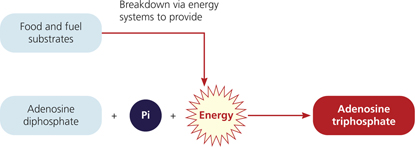 Breakdown via energy
systems to provide
Food and fuel
substrates
Adenosine
diphosphate
+
Pi
+
Energy
Adenosine
triphosphate